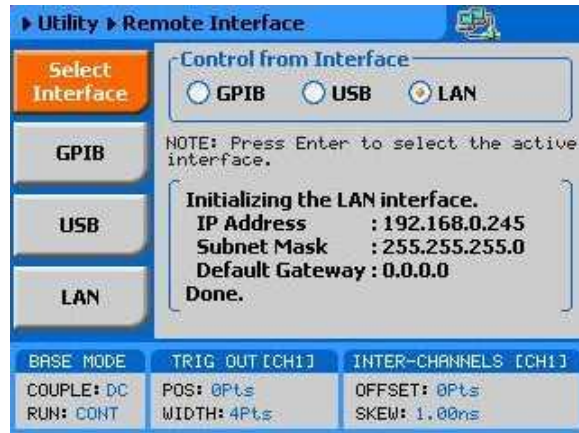 Utility ▸ Remote Interface
Select
Interface
Control from Interface
GPIB USB LAN
GPIB
NOTE: Press Enter to select the active
interface.
USB
Initializing the LAN interface.
IP Address : 192.168.0.245
Subnet Mask : 255.255.255.0
Default Gateway : 0.0.0.0
Done.
LAN
BASE MODE TRIG OUT [CH1] INTER-CHANNELS [CH1]
COUPLE: DC POS: 0Pts OFFSET: 0Pts
RUN: CONT WIDTH: 4Pts SKEW: 1.00ns